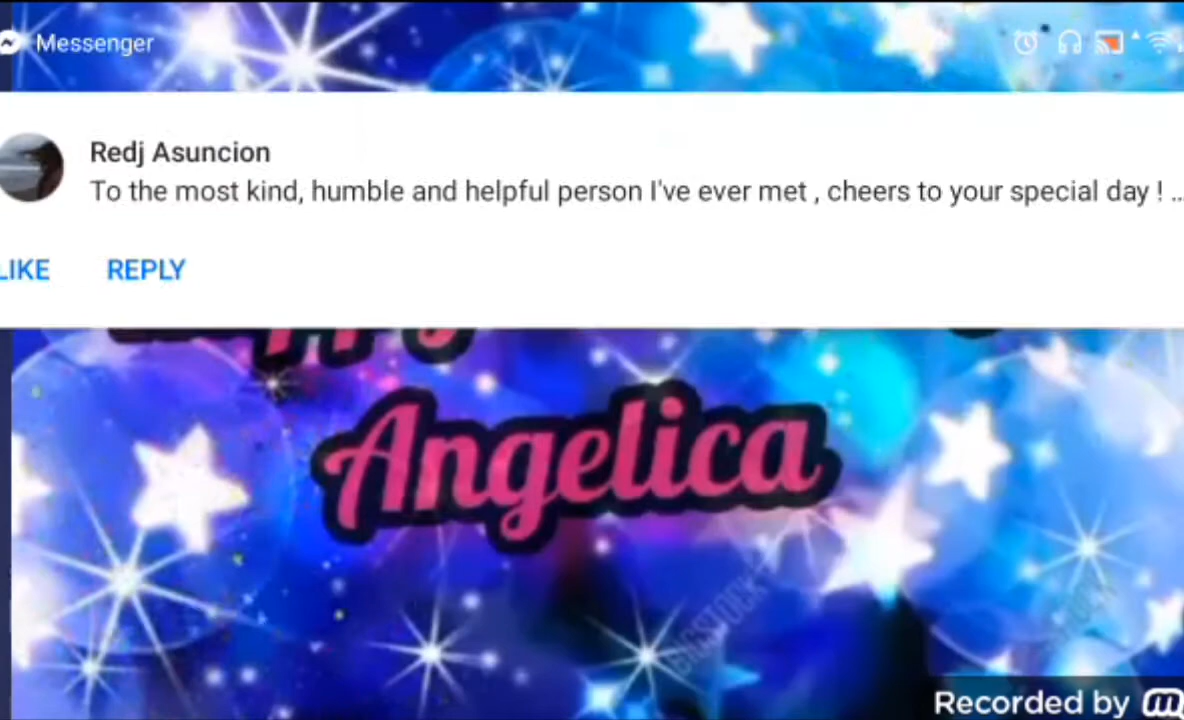 Messenger
Redj Asuncion
To the most kind, humble and helpful person I've ever met , cheers to your special day ! ...
LIKE
REPLY
Angelica
BIGSTOCK
Recorded by